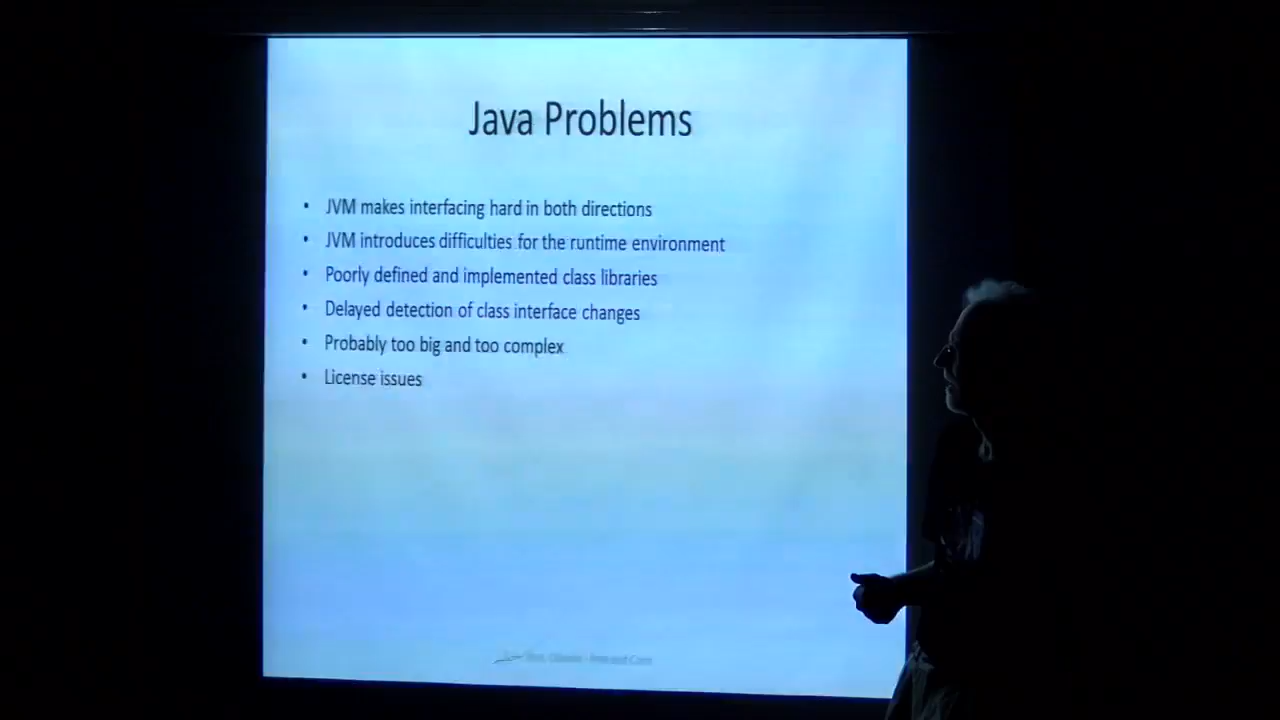 Java Problems
• JVM makes interfacing hard in both directions
• JVM introduces difficulties for the runtime environment
• Poorly defined and implemented class libraries
• Delayed detection of class interface changes
• Probably too big and too complex
• License issues